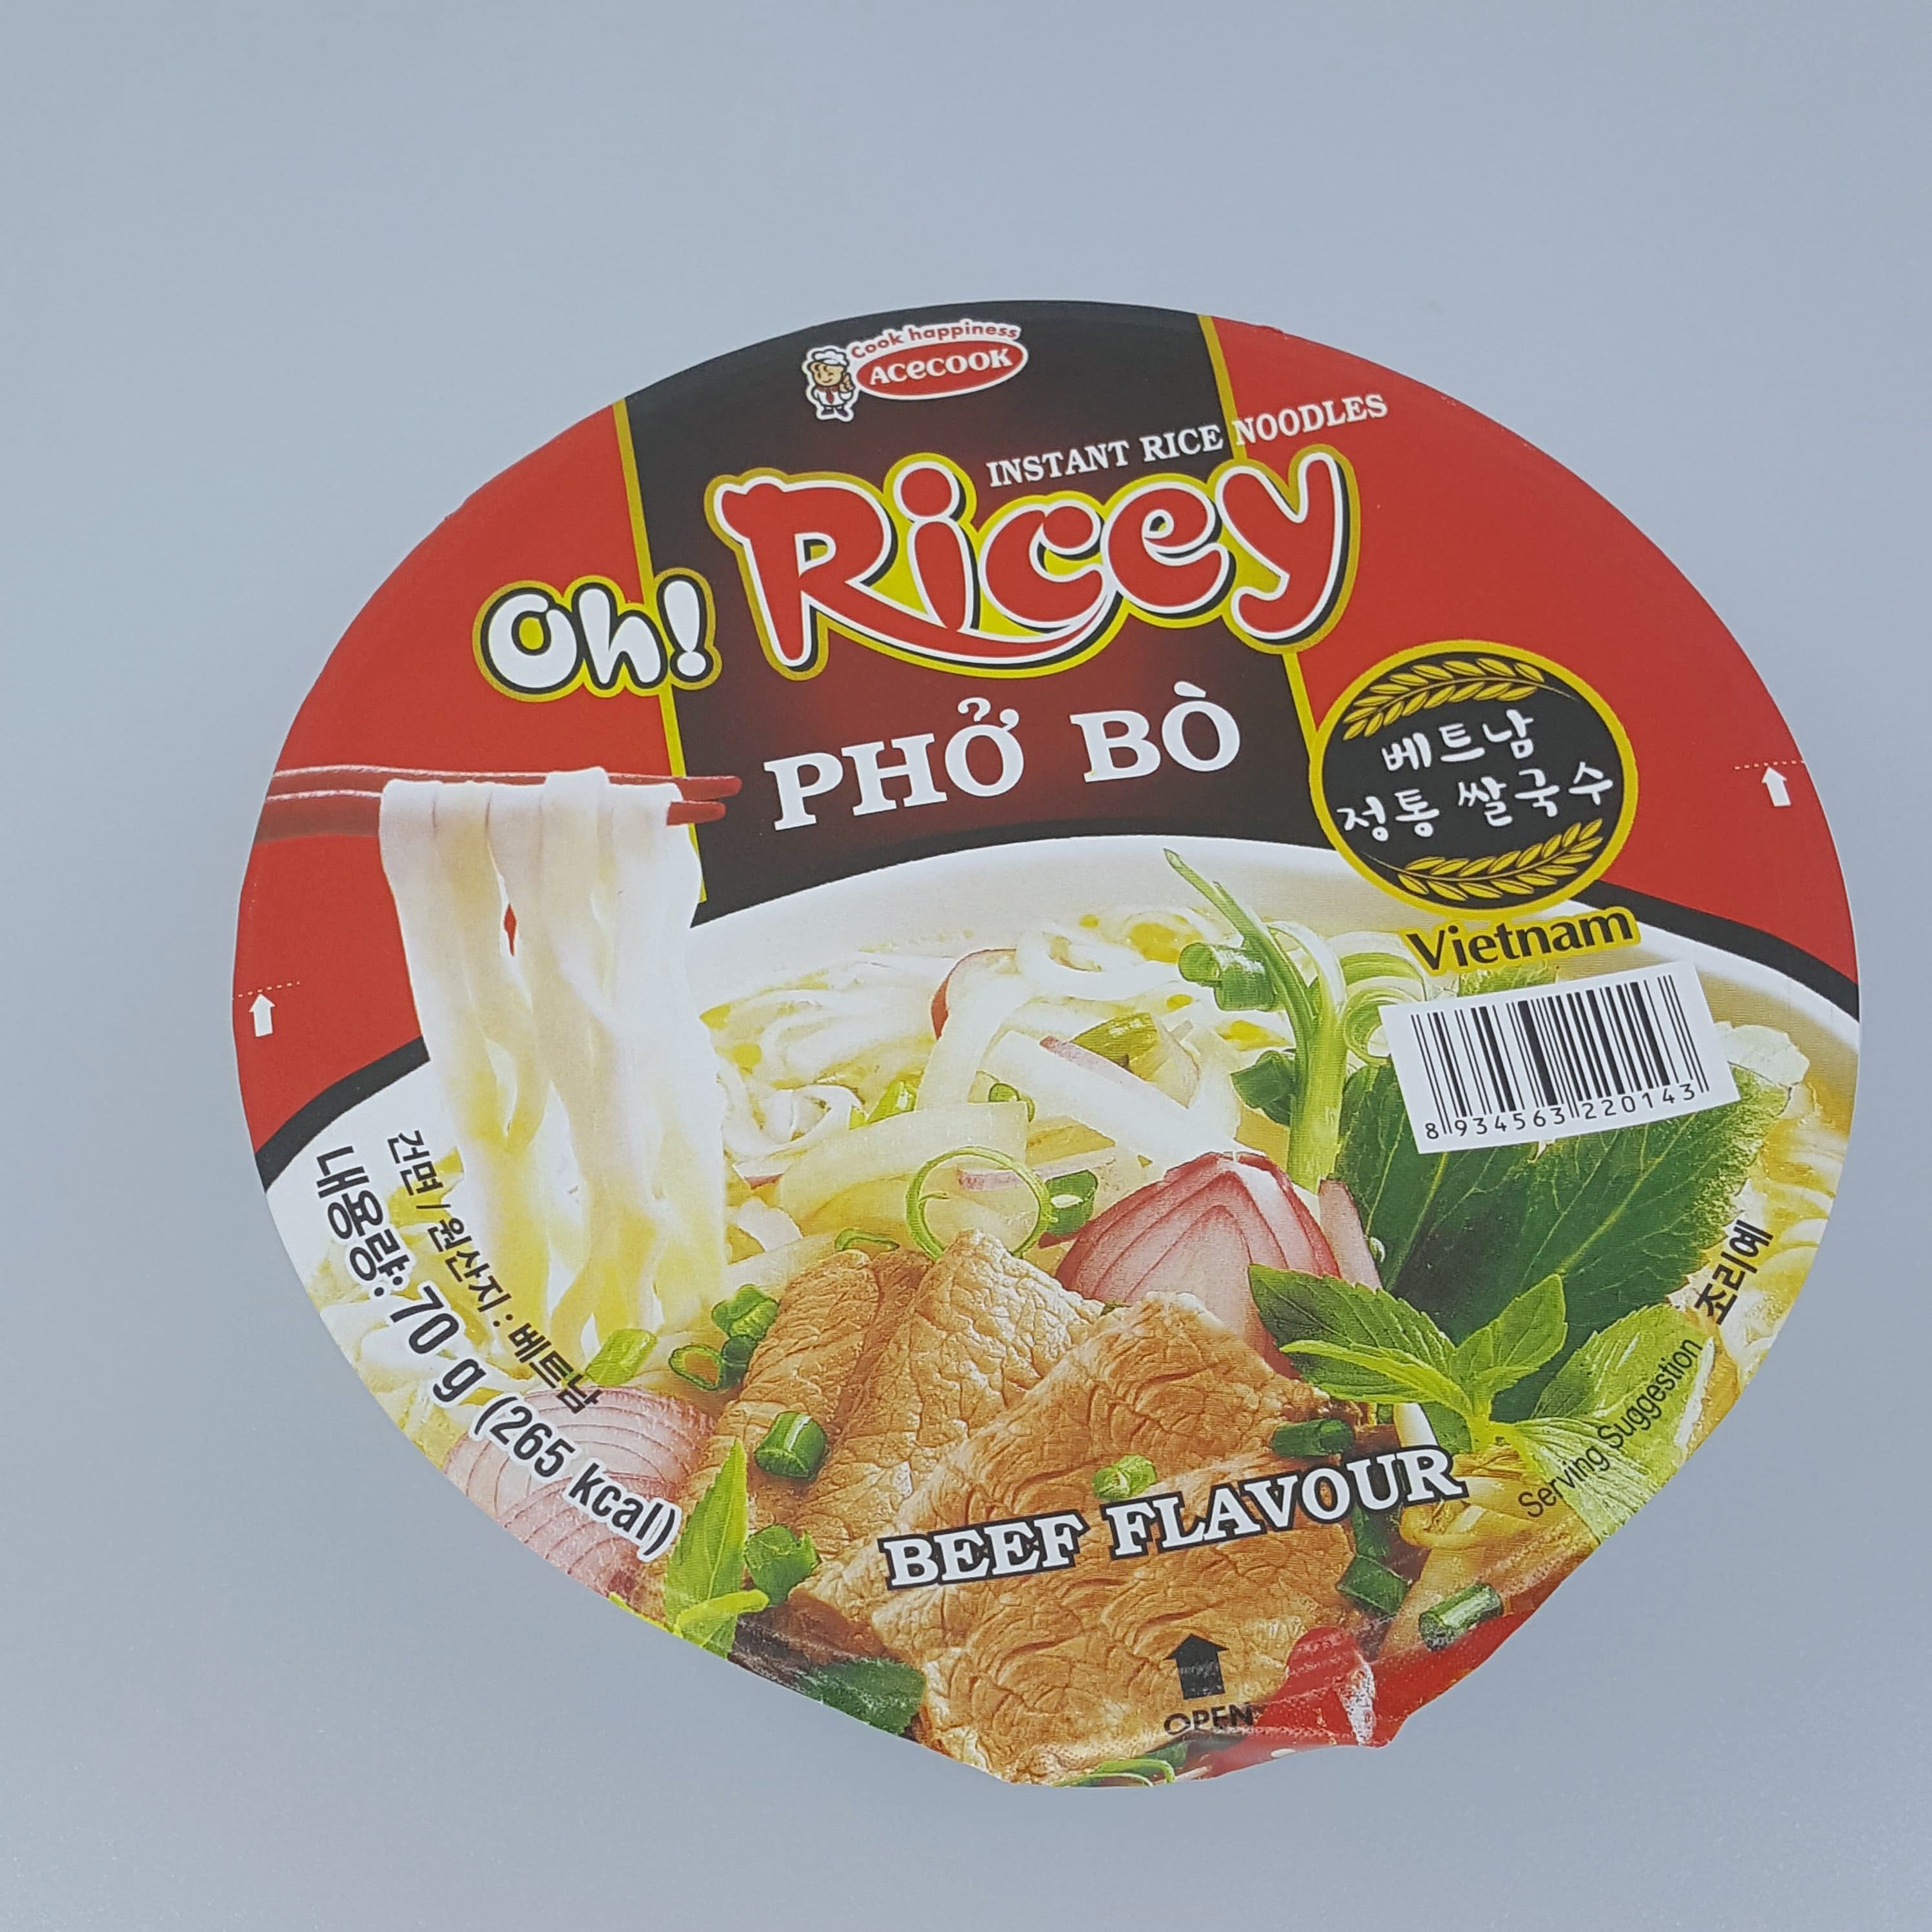 Cook happiness
Acecook
INSTANT RICE NOODLES
Oh! Ricey
PHỞ BÒ
베트남
정통 쌀국수
Vietnam
8 934563 220143
건면 / 원산지 : 베트남
내용량: 70 g (265 kcal)
조리예
Serving Suggestion
BEEF FLAVOUR
OPEN